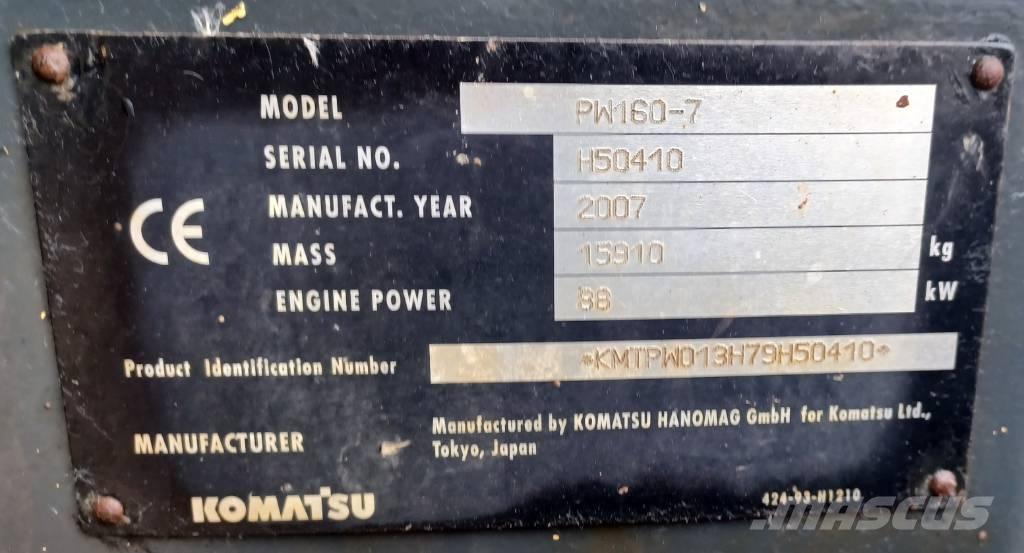 MODEL PW160-7
SERIAL NO. H50410
MANUFACT. YEAR 2007
CE
MASS 15910 kg
ENGINE POWER 88 kW
Product Identification Number *KMTPW013H79H50410*
MANUFACTURER Manufactured by KOMATSU HANOMAG GmbH for Komatsu Ltd.,
Tokyo, Japan
KOMATSU
424-93-H1210
MASCUS